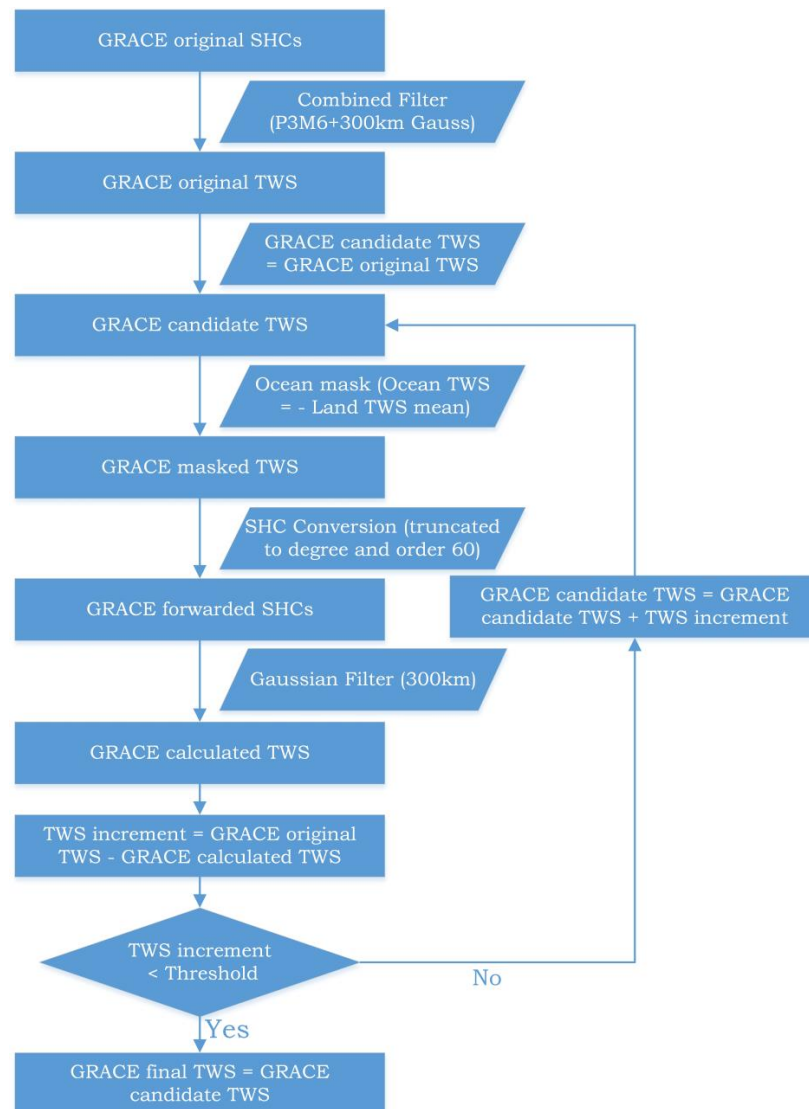 GRACE original SHCs
Combined Filter
(P3M6+300km Gauss)
GRACE original TWS
GRACE candidate TWS
= GRACE original TWS
GRACE candidate TWS
Ocean mask (Ocean TWS
= - Land TWS mean)
GRACE masked TWS
SHC Conversion (truncated
to degree and order 60)
GRACE forwarded SHCs
GRACE candidate TWS = GRACE
candidate TWS + TWS increment
Gaussian Filter (300km)
GRACE calculated TWS
TWS increment = GRACE original
TWS - GRACE calculated TWS
TWS increment
< Threshold
No
Yes
GRACE final TWS = GRACE
candidate TWS